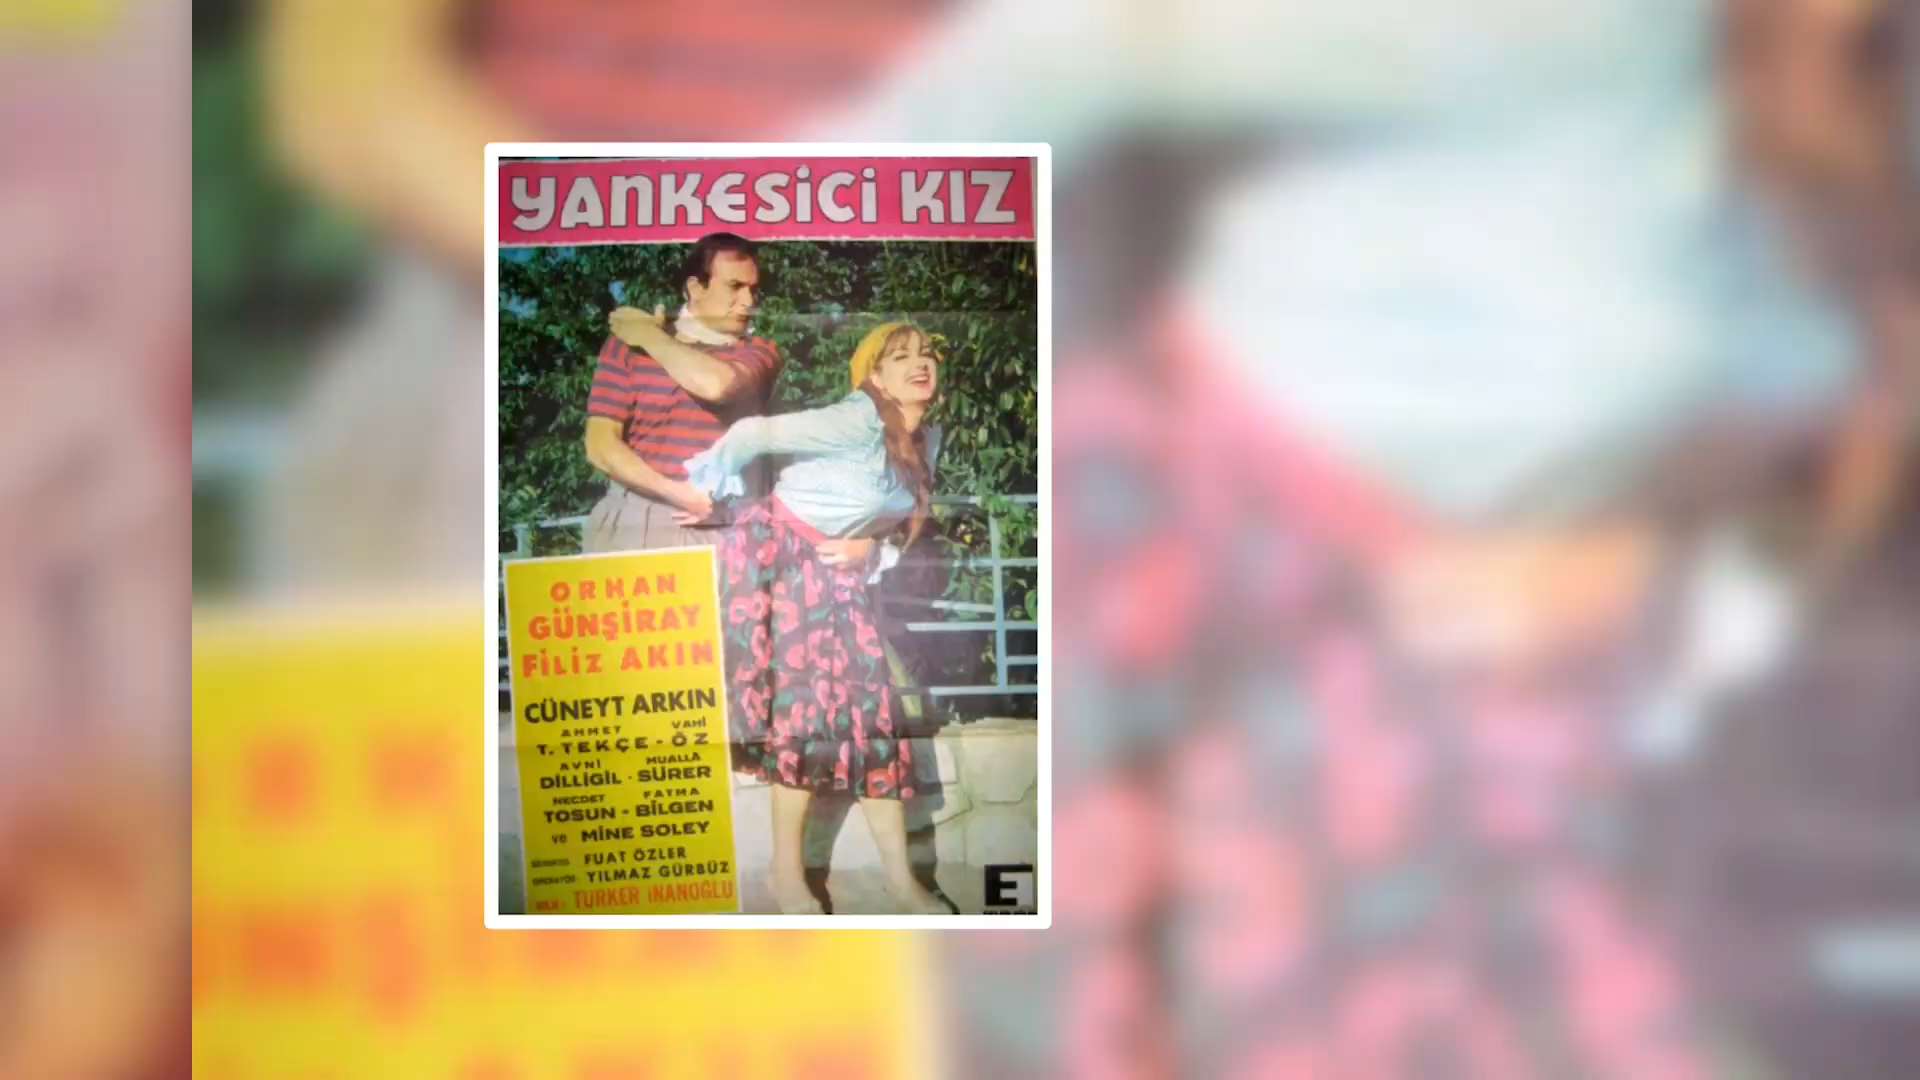 YANKESİCİ KIZ
ORHAN
GÜNŞİRAY
FİLİZ AKIN
CÜNEYT ARKIN
AHMET VAHİ
T. TEKÇE - ÖZ
AVNİ MUALLA
DİLLİGİL - SÜRER
NECDET FATMA
TOSUN - BİLGEN
ve MİNE SOLEY
FUAT ÖZLER
OPERATÖR: YILMAZ GÜRBÜZ
TÜRKER İNANOĞLU
E